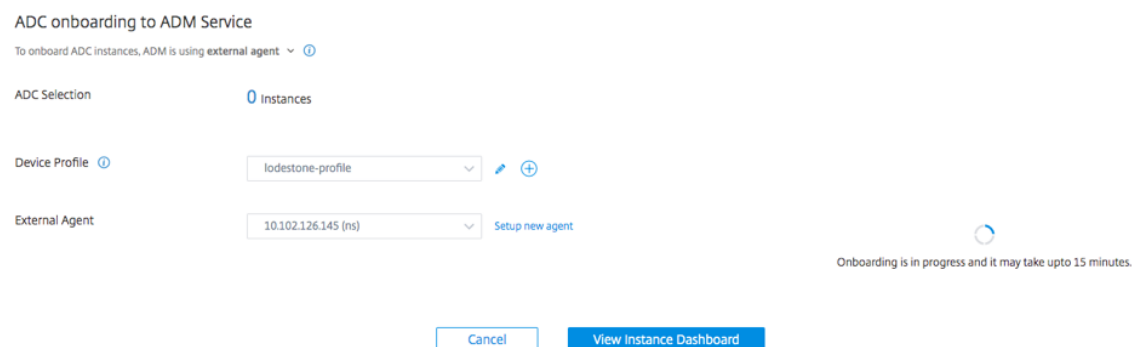 ADC onboarding to ADM Service
To onboard ADC instances, ADM is using external agent
ADC Selection
0 Instances
Device Profile
lodestone-profile
External Agent
10.102.126.145 (ns)
Setup new agent
Onboarding is in progress and it may take upto 15 minutes.
Cancel
View Instance Dashboard